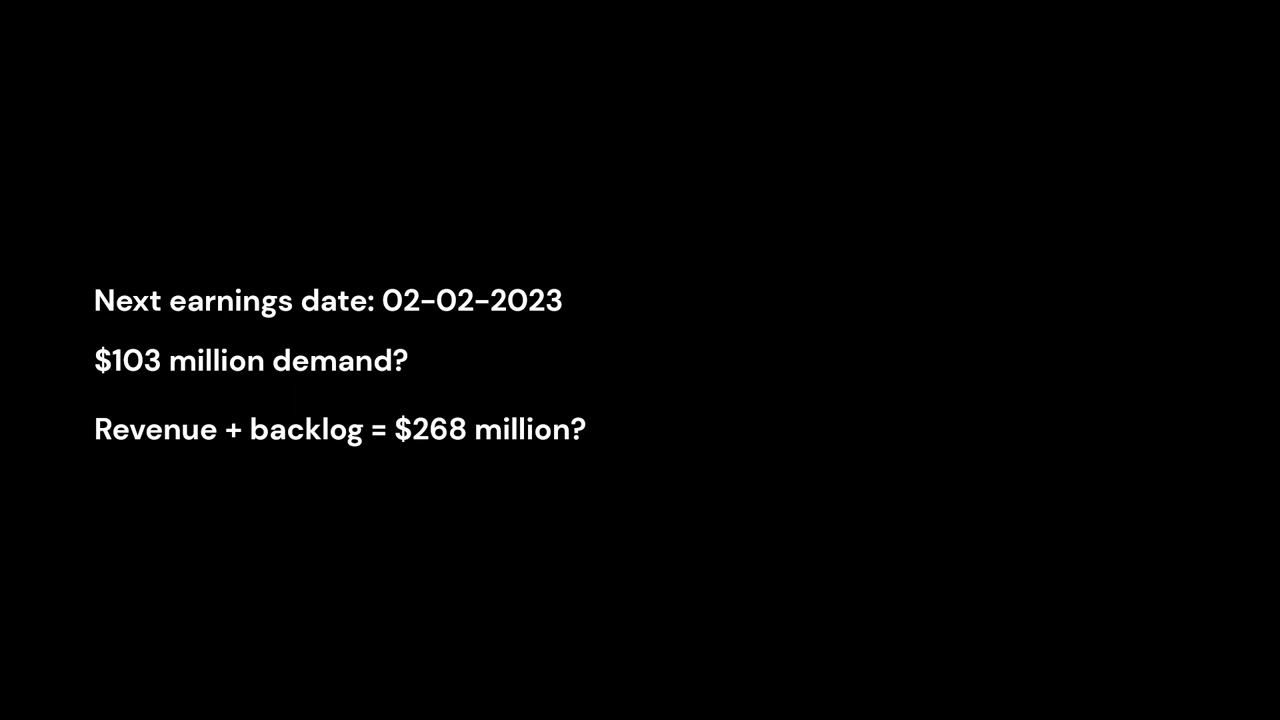 Next earnings date: 02-02-2023
$103 million demand?
Revenue + backlog = $268 million?